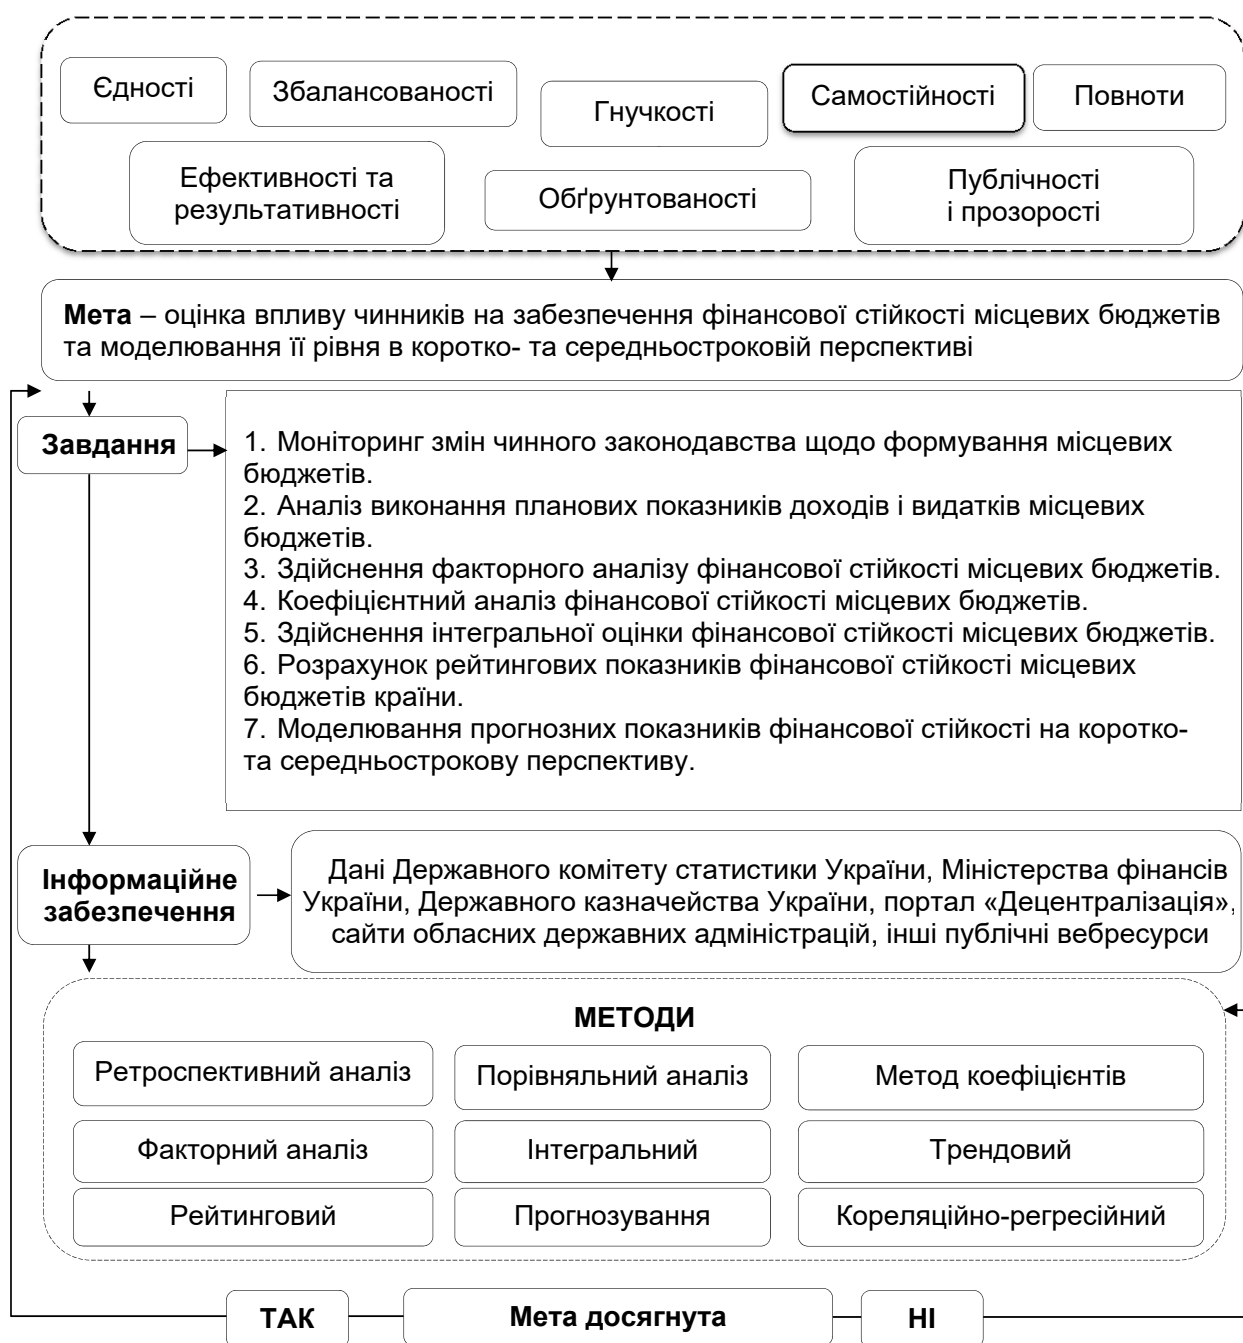 Єдності
Збалансованості
Гнучкості
Самостійності
Повноти
Ефективності та
результативності
Обґрунтованості
Публічності
і прозорості
Мета – оцінка впливу чинників на забезпечення фінансової стійкості місцевих бюджетів
та моделювання її рівня в коротко- та середньостроковій перспективі
Завдання
1. Моніторинг змін чинного законодавства щодо формування місцевих
бюджетів.
2. Аналіз виконання планових показників доходів і видатків місцевих
бюджетів.
3. Здійснення факторного аналізу фінансової стійкості місцевих бюджетів.
4. Коефіцієнтний аналіз фінансової стійкості місцевих бюджетів.
5. Здійснення інтегральної оцінки фінансової стійкості місцевих бюджетів.
6. Розрахунок рейтингових показників фінансової стійкості місцевих
бюджетів країни.
7. Моделювання прогнозних показників фінансової стійкості на коротко-
та середньострокову перспективу.
Інформаційне
забезпечення
Дані Державного комітету статистики України, Міністерства фінансів
України, Державного казначейства України, портал «Децентралізація»,
сайти обласних державних адміністрацій, інші публічні вебресурси
МЕТОДИ
Ретроспективний аналіз
Порівняльний аналіз
Метод коефіцієнтів
Факторний аналіз
Інтегральний
Трендовий
Рейтинговий
Прогнозування
Кореляційно-регресійний
ТАК
Мета досягнута
НІ